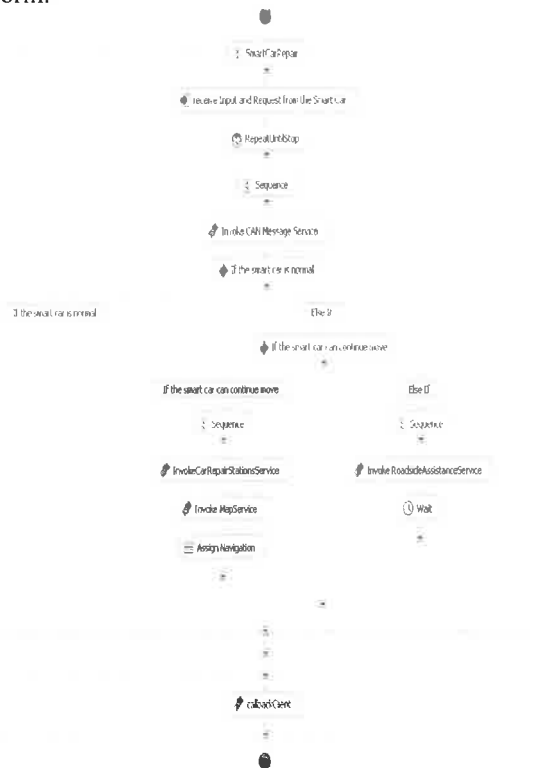 orm.
SmartCarRepair
receive Input and Request from the Smart Car
RepeatUntilStop
Sequence
Invoke CAN Message Service
If the smart car is normal
If the smart car is normal
Else If
If the smart car can continue move
If the smart car can continue move
Else If
Sequence
Sequence
InvokeCarRepairStationsService
Invoke RoadsideAssistanceService
Invoke MapService
Wait
Assign Navigation
callbackClient